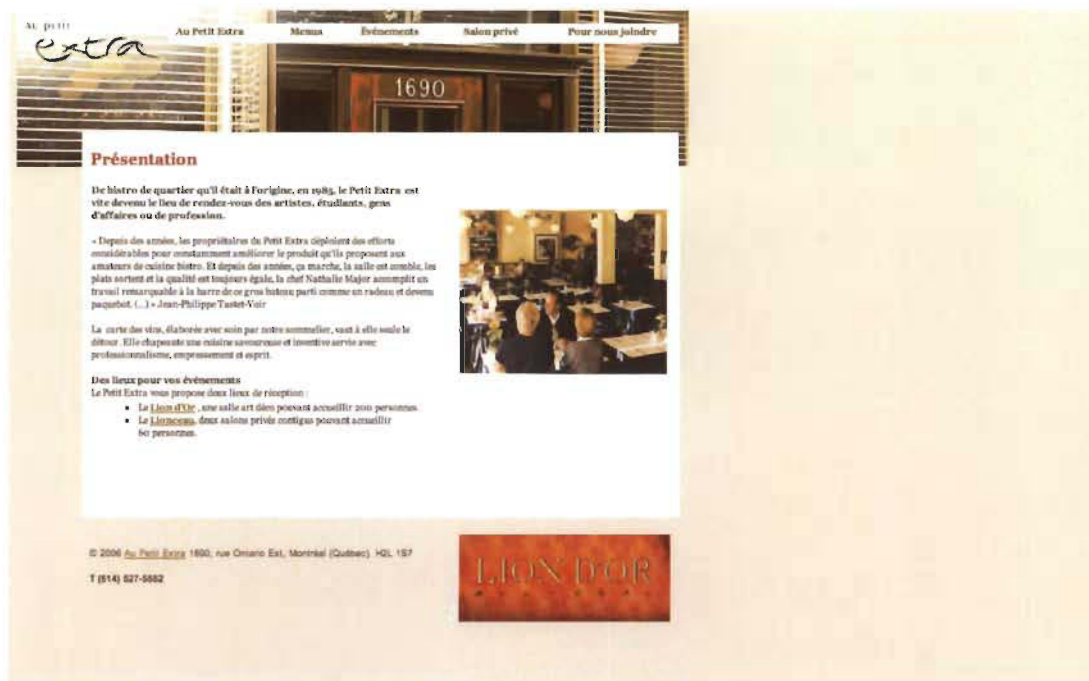 Au petit
extra
Au Petit Extra Menus Événements Salon privé Pour nous joindre
1690
Présentation
De bistro de quartier qu'il était à l'origine, en 1985, le Petit Extra est
vite devenu le lieu de rendez-vous des artistes, étudiants, gens
d'affaires ou de profession.
« Depuis des années, les propriétaires du Petit Extra déploient des efforts
considérables pour constamment améliorer le produit qu'ils proposent aux
amateurs de cuisine bistro. Et depuis des années, ça marche, la salle est comble, les
plats sortent et la qualité est toujours égale, la chef Nathalie Major accomplit un
travail remarquable à la barre de ce gros bateau parti comme un radeau et devenu
paquebot. (...) » Jean-Philippe Tastet-Voir
La carte des vins, élaborée avec soin par notre sommelier, vaut à elle seule le
détour. Elle chapeaute une cuisine savoureuse et inventive servie avec
professionnalisme, empressement et esprit.
Des lieux pour vos événements
Le Petit Extra vous propose deux lieux de réception :
• Le Lion d'Or , une salle art déco pouvant accueillir 200 personnes.
• Le Lionceau, deux salons privés contigus pouvant accueillir
60 personnes.
© 2006 Au Petit Extra 1690, rue Ontario Est, Montréal (Québec) H2L 1S7
T (514) 527-5552
LION D'OR